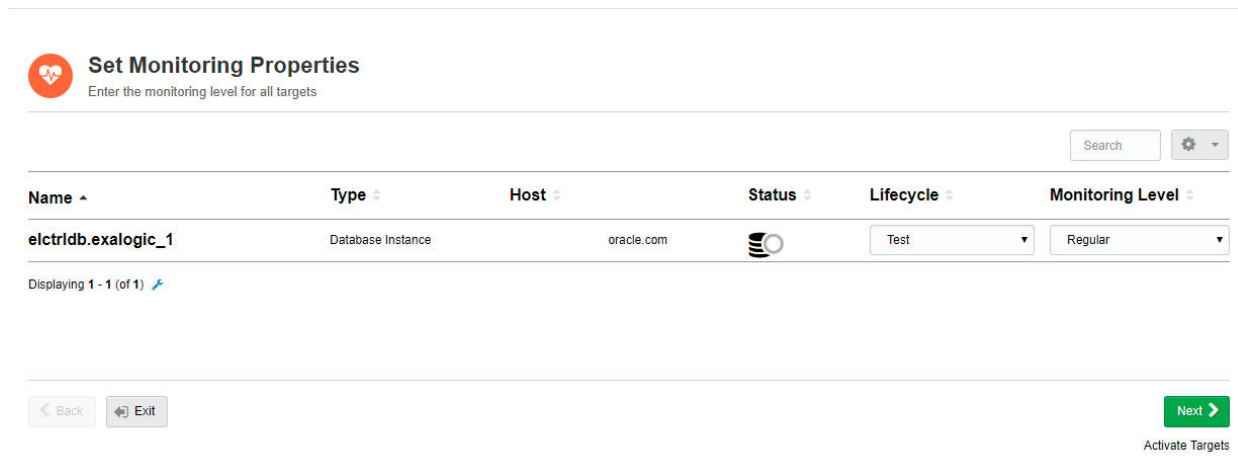 Set Monitoring Properties
Enter the monitoring level for all targets
Search
Name Type Host Status Lifecycle Monitoring Level
elctrldb.exalogic_1 Database Instance oracle.com Test Regular
Displaying 1 - 1 (of 1)
Back Exit Next
Activate Targets